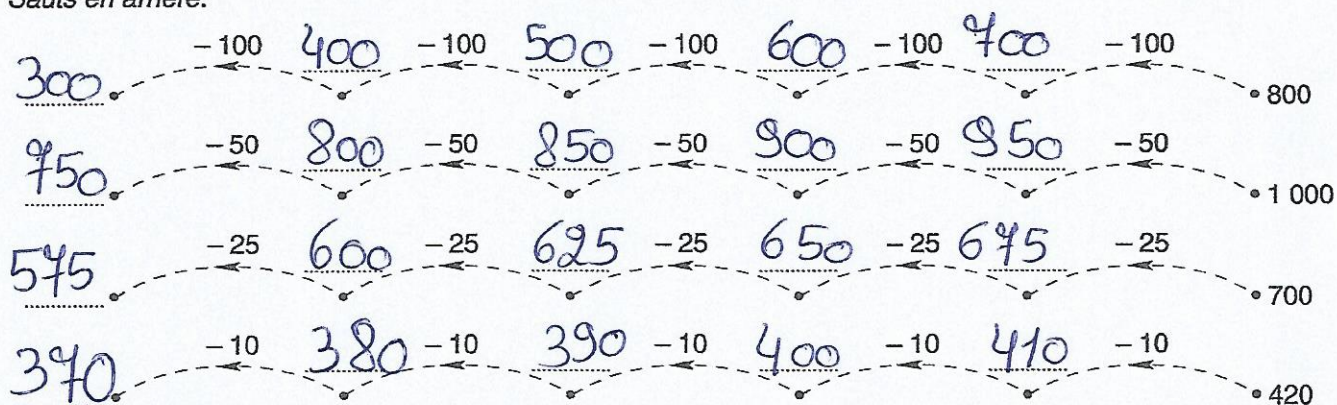 Sauts en arrière.
300 −100 400 −100 500 −100 600 −100 700 −100 800
750 −50 800 −50 850 −50 900 −50 950 −50 1 000
575 −25 600 −25 625 −25 650 −25 675 −25 700
370 −10 380 −10 390 −10 400 −10 410 −10 420